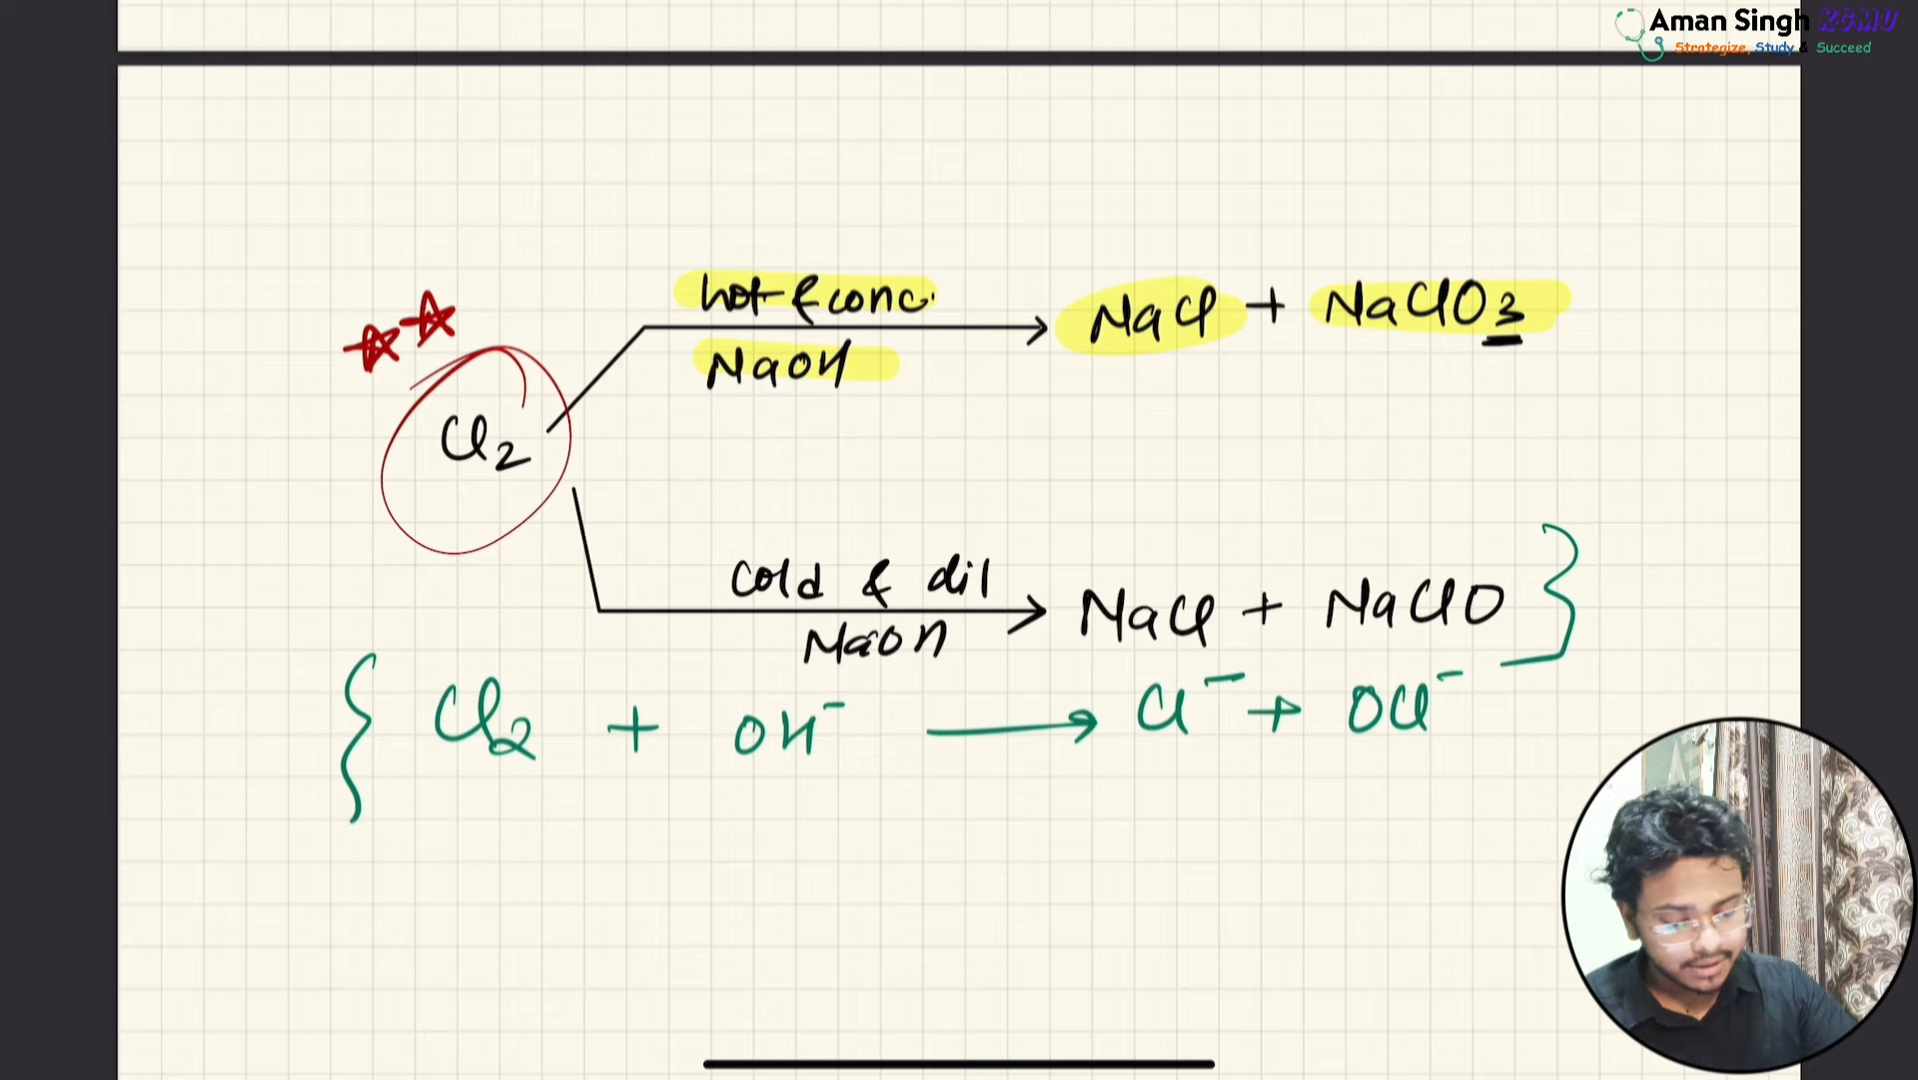 Aman Singh KGMU
Strategize, Study & Succeed
hot & conc.
NaOH
NaCl + NaClO3
Cl2
cold & dil
NaOH
NaCl + NaClO
Cl2 + OH⁻ → Cl⁻ + OCl⁻